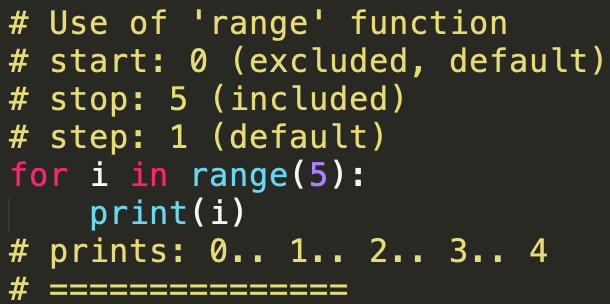 # Use of 'range' function
# start: 0 (excluded, default)
# stop: 5 (included)
# step: 1 (default)
for i in range(5):
    print(i)
# prints: 0.. 1.. 2.. 3.. 4
# ===============